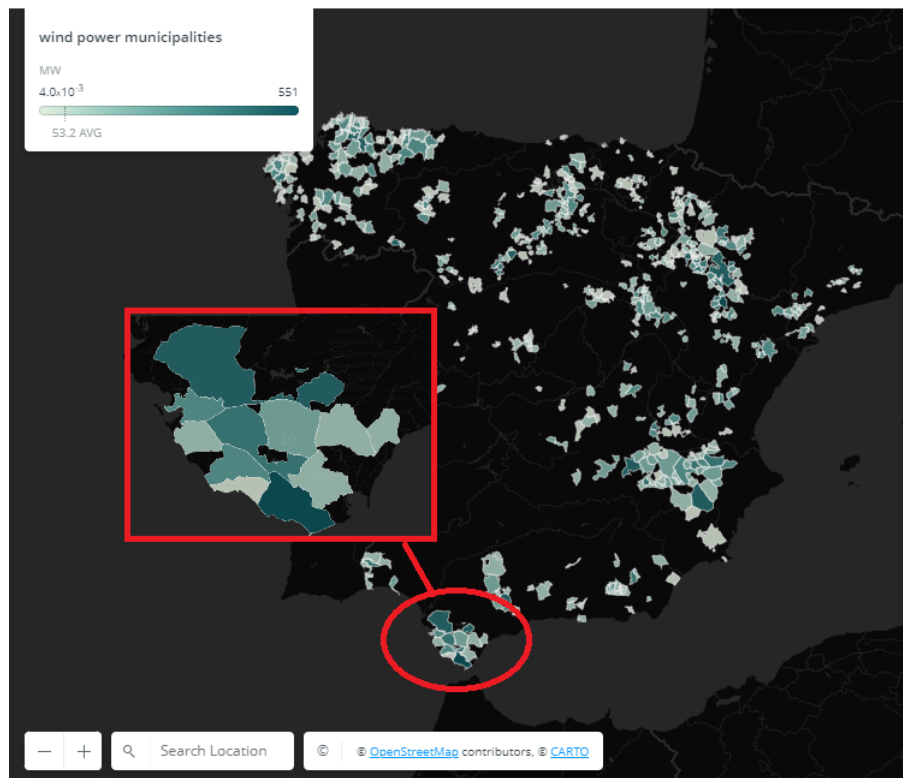 wind power municipalities
MW
4.0x10-3 551
53.2 AVG
− + Search Location © © OpenStreetMap contributors, © CARTO